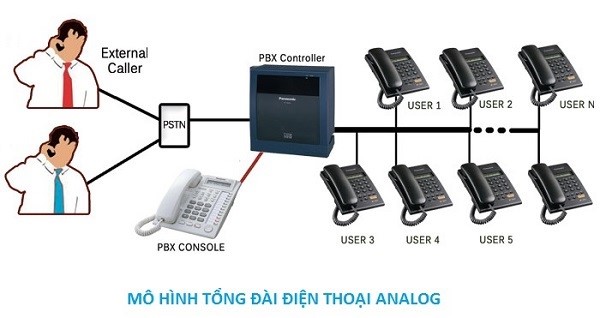 External
Caller
PSTN
PBX Controller
Panasonic
PBX CONSOLE
USER 1
USER 2
USER N
USER 3
USER 4
USER 5
MÔ HÌNH TỔNG ĐÀI ĐIỆN THOẠI ANALOG